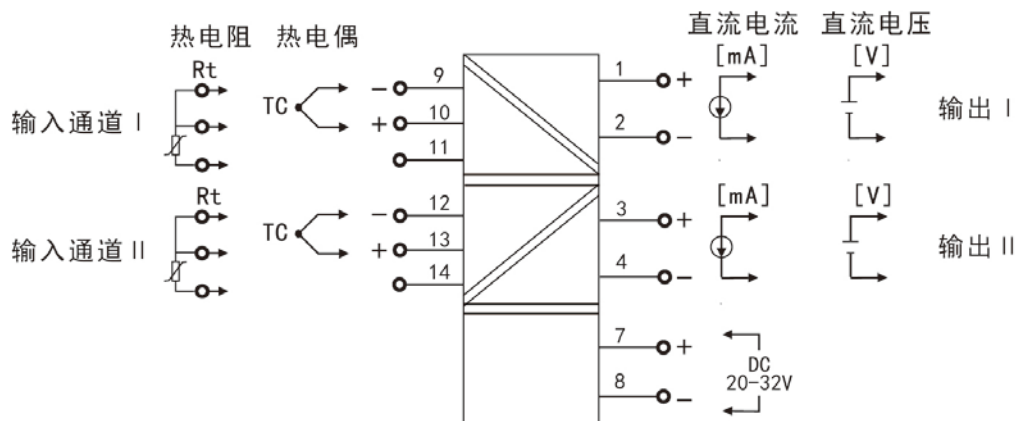 热电阻 热电偶 直流电流 直流电压
Rt [mA] [V]
输入通道 I TC − 9 1 + 输出 I
+ 10 2 −
11
Rt [mA] [V]
输入通道 II TC − 12 3 + 输出 II
+ 13 4 −
14
7 +
DC
20-32V
8 −